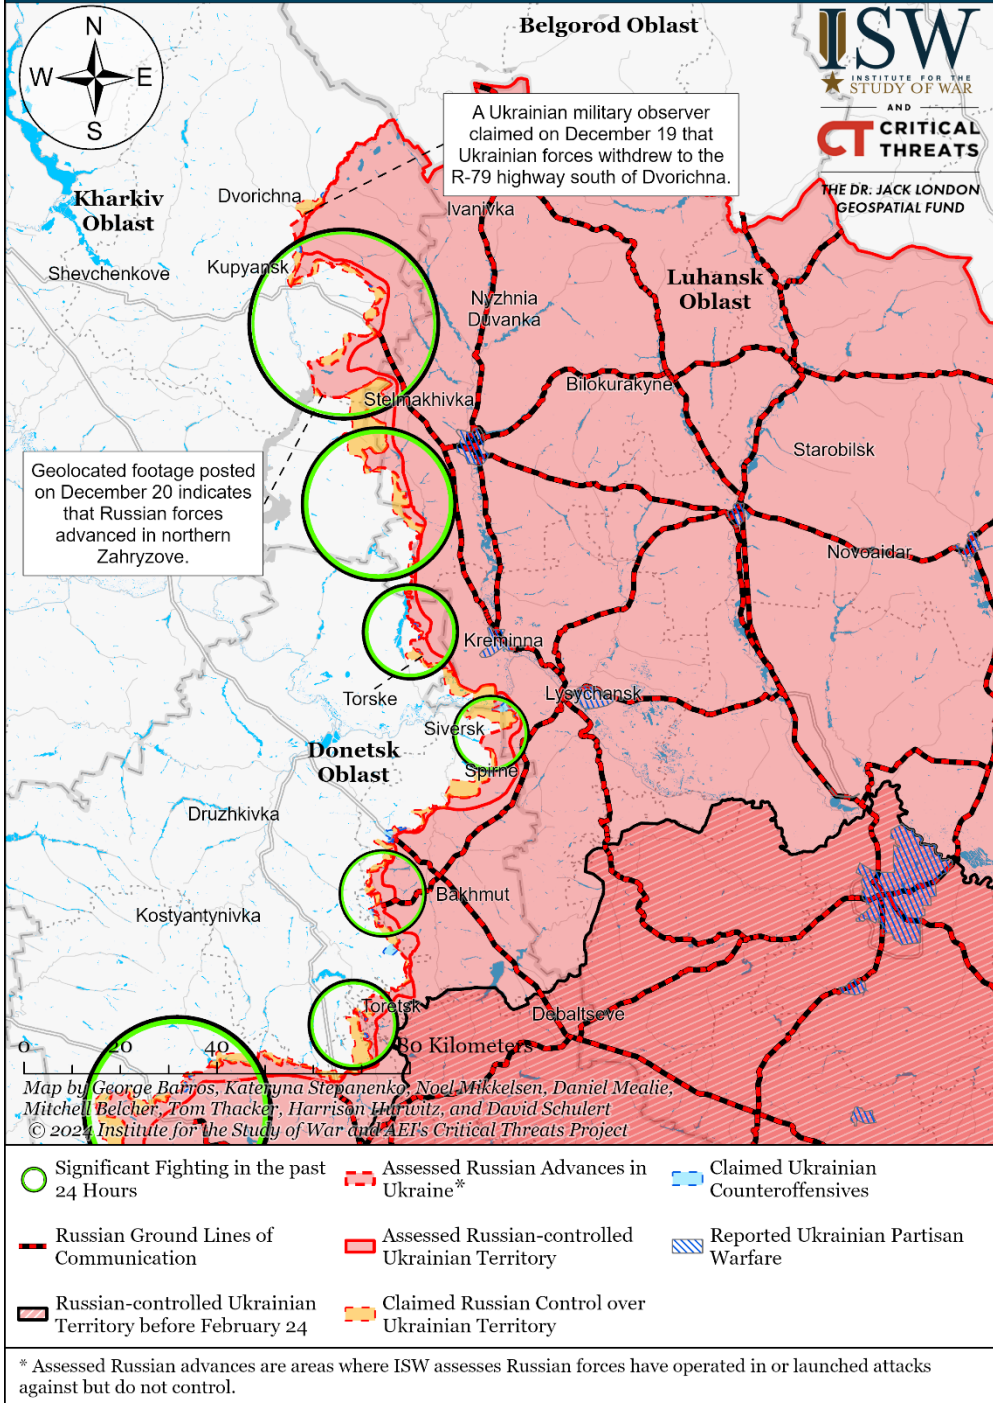 Belgorod Oblast
N
W E
S
ISW
INSTITUTE FOR THE
STUDY OF WAR
AND
CT CRITICAL
THREATS
THE DR. JACK LONDON
GEOSPATIAL FUND
A Ukrainian military observer
claimed on December 19 that
Ukrainian forces withdrew to the
R-79 highway south of Dvorichna.
Dvorichna
Kharkiv
Oblast
Ivanivka
Shevchenkove
Kupyansk
Luhansk
Oblast
Nyzhnia
Duvanka
Bilokurakyne
Stelmakhivka
Starobilsk
Geolocated footage posted
on December 20 indicates
that Russian forces
advanced in northern
Zahryzove.
Novoaidar
Kreminna
Torske
Lysychansk
Siversk
Donetsk
Oblast
Spirne
Druzhkivka
Bakhmut
Kostyantynivka
Toretsk
Debaltseve
0 20 40 80 Kilometers
Map by George Barros, Kateryna Stepanenko, Noel Mikkelsen, Daniel Mealie,
Mitchell Belcher, Tom Thacker, Harrison Hurwitz, and David Schulert
© 2024 Institute for the Study of War and AEI's Critical Threats Project
Significant Fighting in the past
24 Hours
Assessed Russian Advances in
Ukraine*
Claimed Ukrainian
Counteroffensives
Russian Ground Lines of
Communication
Assessed Russian-controlled
Ukrainian Territory
Reported Ukrainian Partisan
Warfare
Russian-controlled Ukrainian
Territory before February 24
Claimed Russian Control over
Ukrainian Territory
* Assessed Russian advances are areas where ISW assesses Russian forces have operated in or launched attacks
against but do not control.